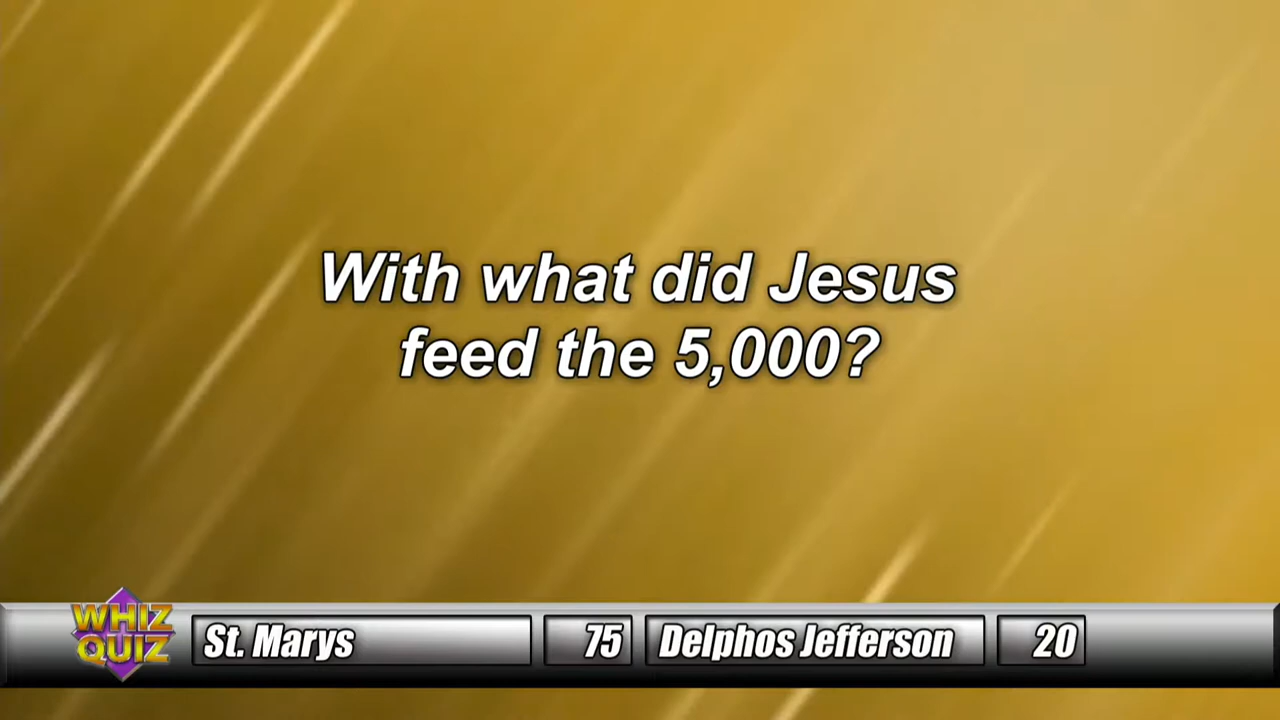 With what did Jesus
feed the 5,000?
WHIZ
QUIZ
St. Marys 75 Delphos Jefferson 20